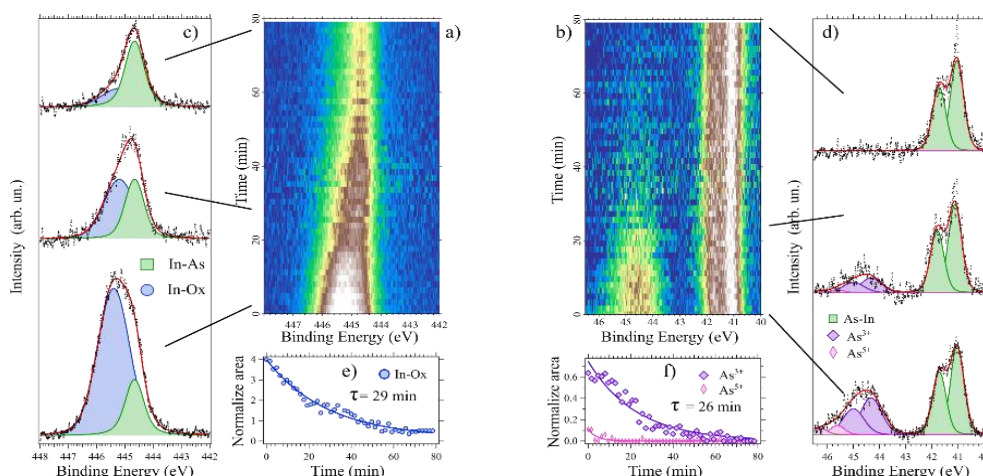 c)
Intensity (arb. un.)
In-As
In-Ox
448 447 446 445 444 443 442
Binding Energy (eV)
a)
80
60
40
20
0
Time (min)
447 446 445 444 443 442
Binding Energy (eV)
e)
In-Ox
τ = 29 min
Normalizec area
4
3
2
1
0
0 20 40 60 80
Time (min)
b)
80
60
40
20
0
Time (min)
46 45 44 43 42 41 40
Binding Energy (eV)
f)
As3+
As5+
τ = 26 min
Normalizec area
0.6
0.4
0.2
0.0
0 20 40 60 80
Time (min)
d)
Intensity (arb. un.)
As-In
As3+
As5+
46 45 44 43 42 41
Binding Energy (eV)